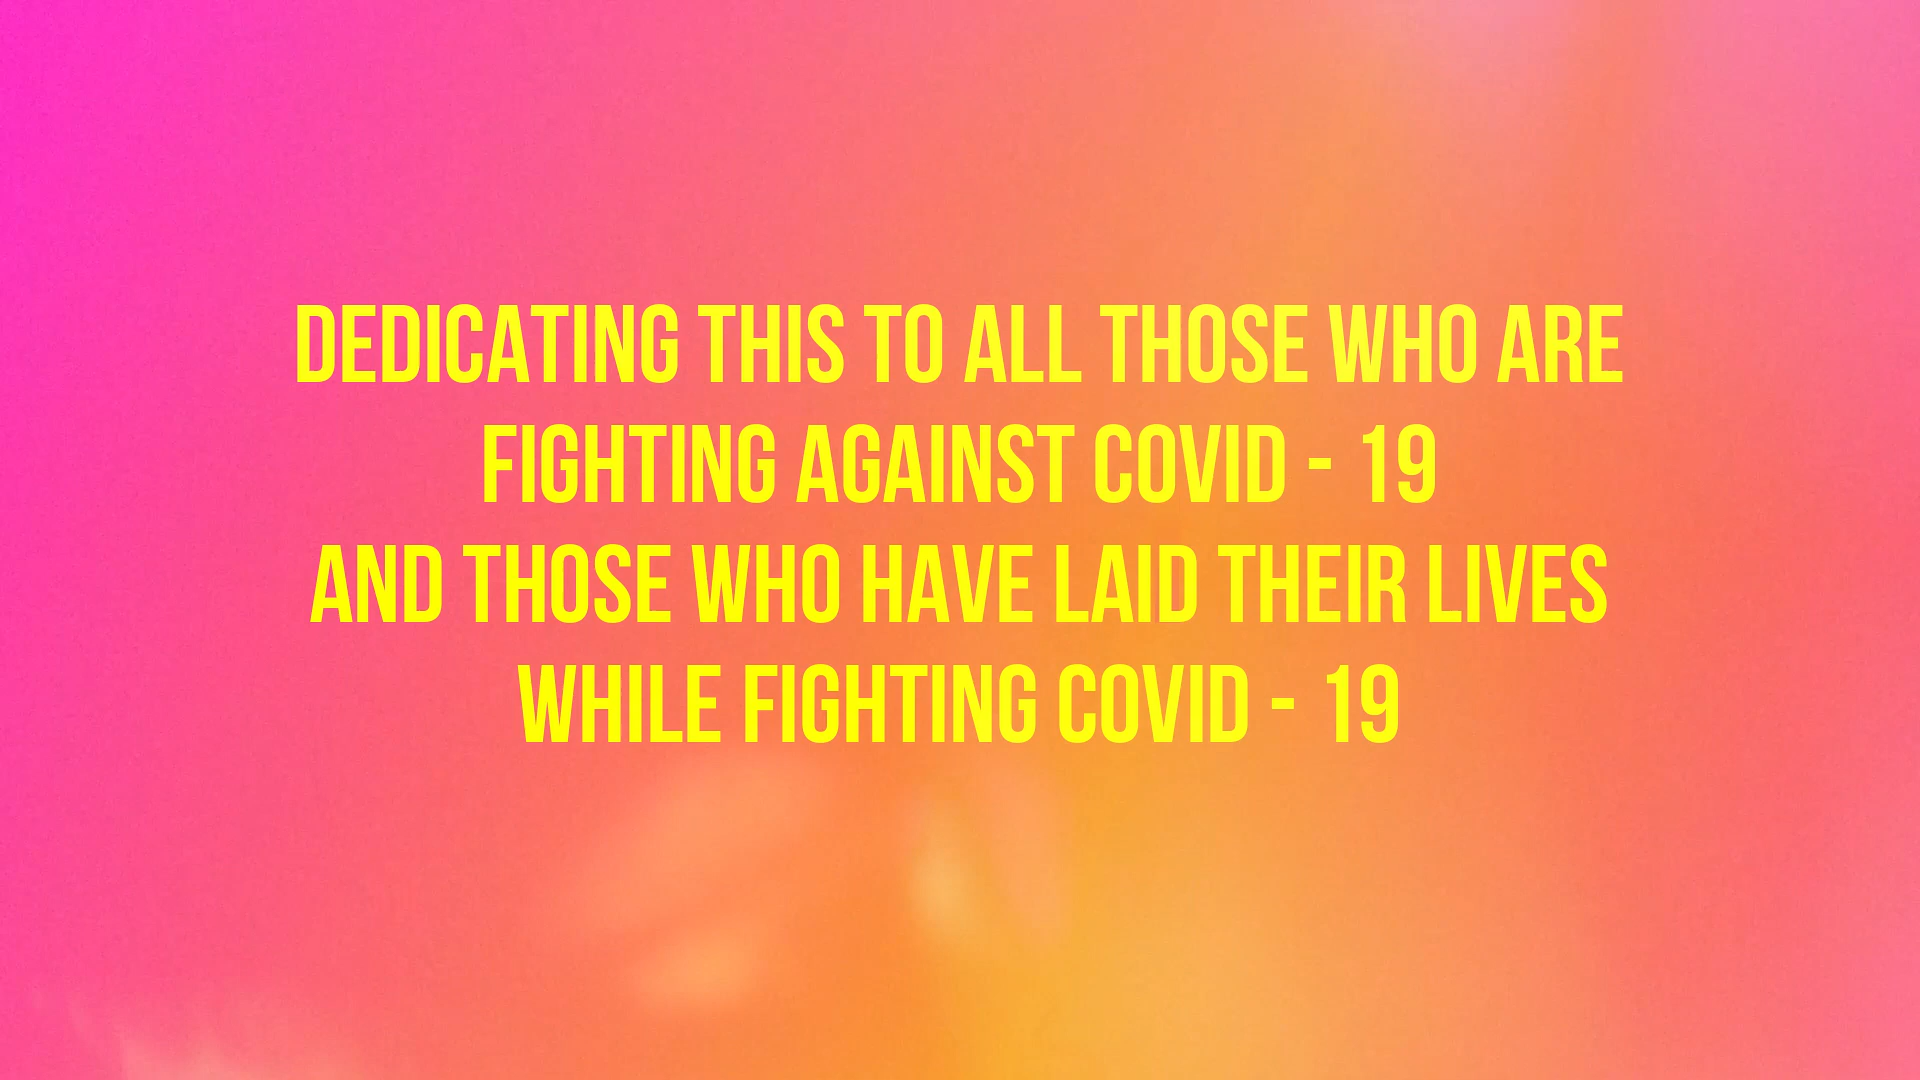 DEDICATING THIS TO ALL THOSE WHO ARE
FIGHTING AGAINST COVID - 19
AND THOSE WHO HAVE LAID THEIR LIVES
WHILE FIGHTING COVID - 19